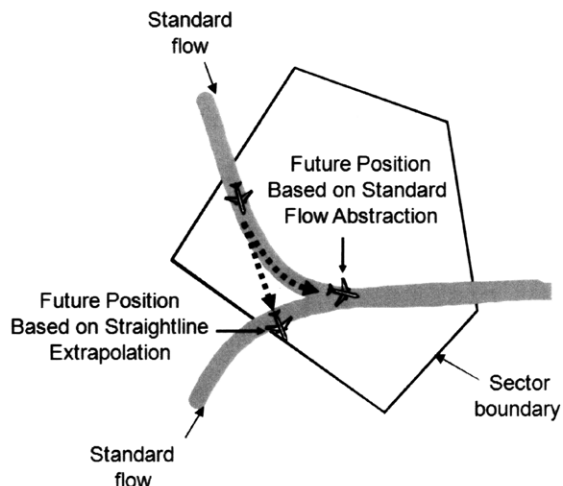 Standard
flow
Future Position
Based on Standard
Flow Abstraction
Future Position
Based on Straightline
Extrapolation
Sector
boundary
Standard
flow